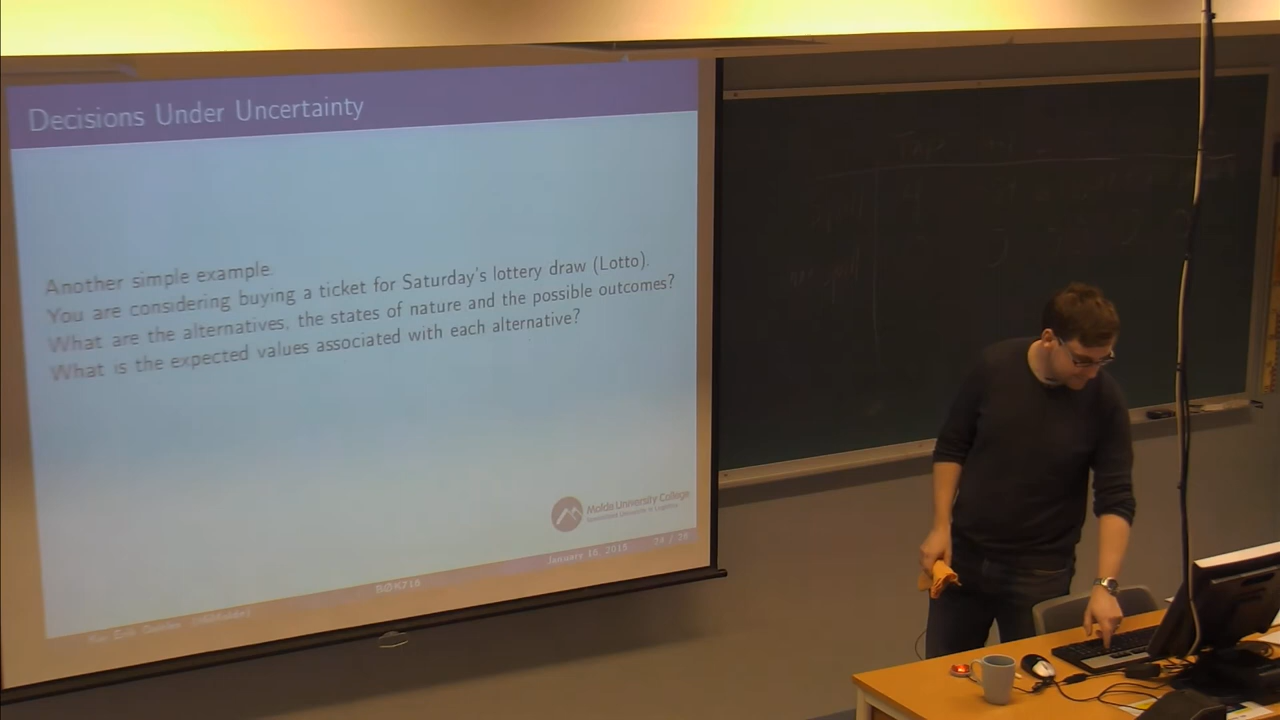 Decisions Under Uncertainty
Another simple example.
You are considering buying a ticket for Saturday's lottery draw (Lotto).
What are the alternatives, the states of nature and the possible outcomes?
What is the expected values associated with each alternative?
Molde University College
January 16, 2015
BØK716